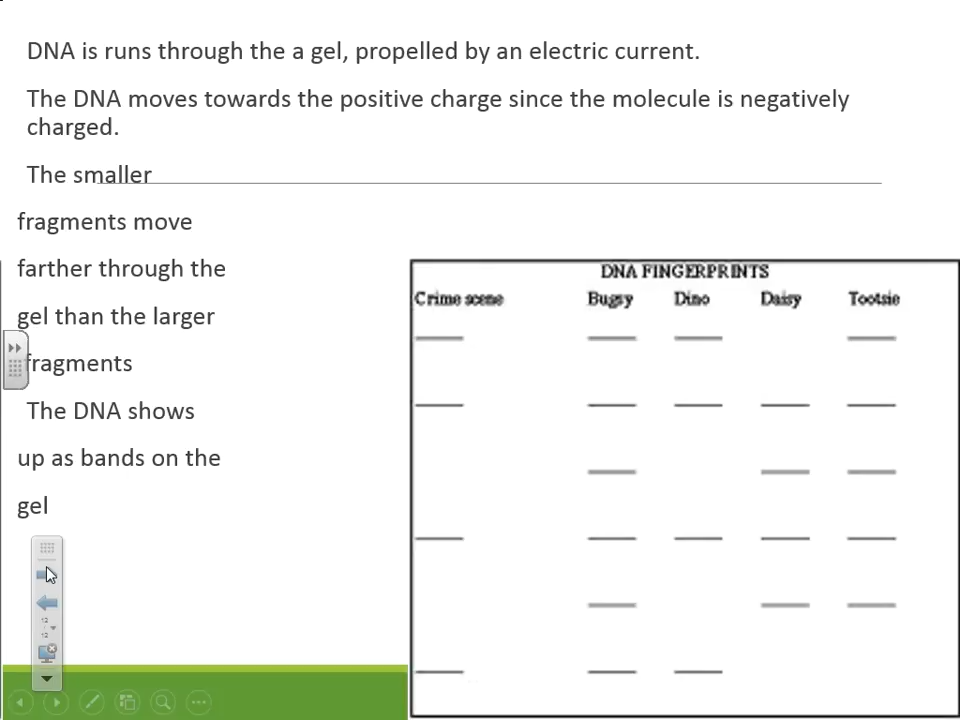 DNA is runs through the a gel, propelled by an electric current.
The DNA moves towards the positive charge since the molecule is negatively
charged.
The smaller
fragments move
farther through the
gel than the larger
fragments
The DNA shows
up as bands on the
gel
DNA FINGERPRINTS
Crime scene Bugsy Dino Daisy Tootsie
12
12